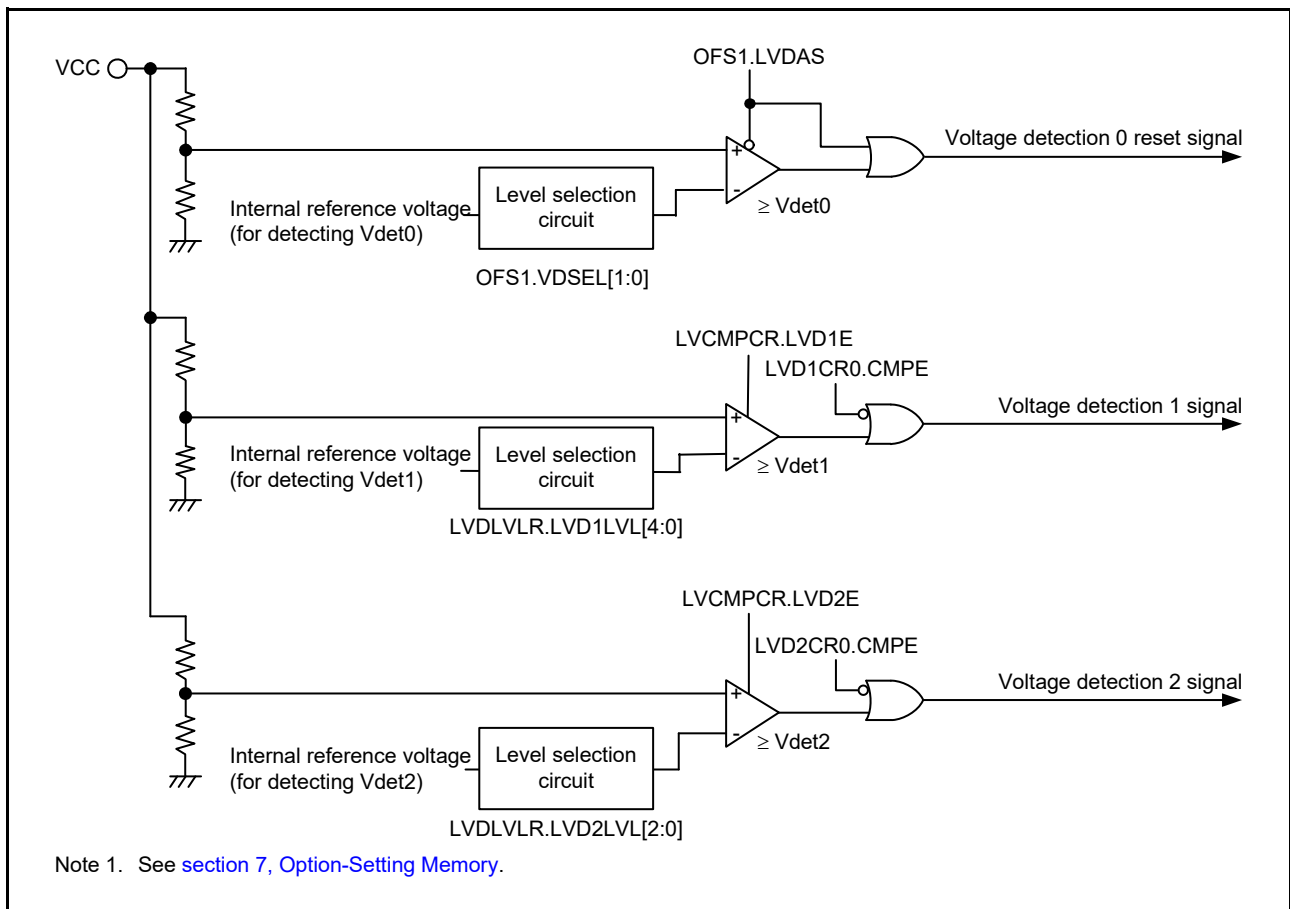 VCC
OFS1.LVDAS
+
-
Voltage detection 0 reset signal
Internal reference voltage
(for detecting Vdet0)
Level selection
circuit
≥ Vdet0
OFS1.VDSEL[1:0]
LVCMPCR.LVD1E
LVD1CR0.CMPE
+
-
Voltage detection 1 signal
Internal reference voltage
(for detecting Vdet1)
Level selection
circuit
≥ Vdet1
LVDLVLR.LVD1LVL[4:0]
LVCMPCR.LVD2E
LVD2CR0.CMPE
+
-
Voltage detection 2 signal
Internal reference voltage
(for detecting Vdet2)
Level selection
circuit
≥ Vdet2
LVDLVLR.LVD2LVL[2:0]
Note 1. See section 7, Option-Setting Memory.